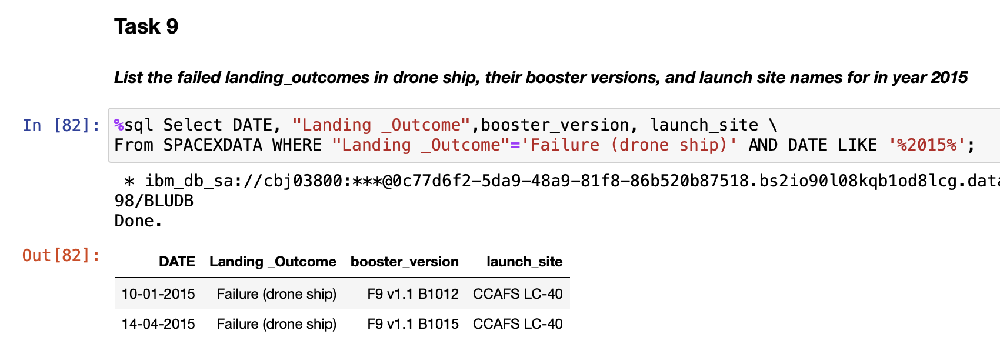 Task 9
List the failed landing_outcomes in drone ship, their booster versions, and launch site names for in year 2015
In [82]: %sql Select DATE, "Landing _Outcome",booster_version, launch_site \
From SPACEXDATA WHERE "Landing _Outcome"='Failure (drone ship)' AND DATE LIKE '%2015%';
* ibm_db_sa://cbj03800:***@0c77d6f2-5da9-48a9-81f8-86b520b87518.bs2io90l08kqb1od8lcg.data
98/BLUDB
Done.
Out[82]:
DATE Landing _Outcome booster_version launch_site
10-01-2015 Failure (drone ship) F9 v1.1 B1012 CCAFS LC-40
14-04-2015 Failure (drone ship) F9 v1.1 B1015 CCAFS LC-40